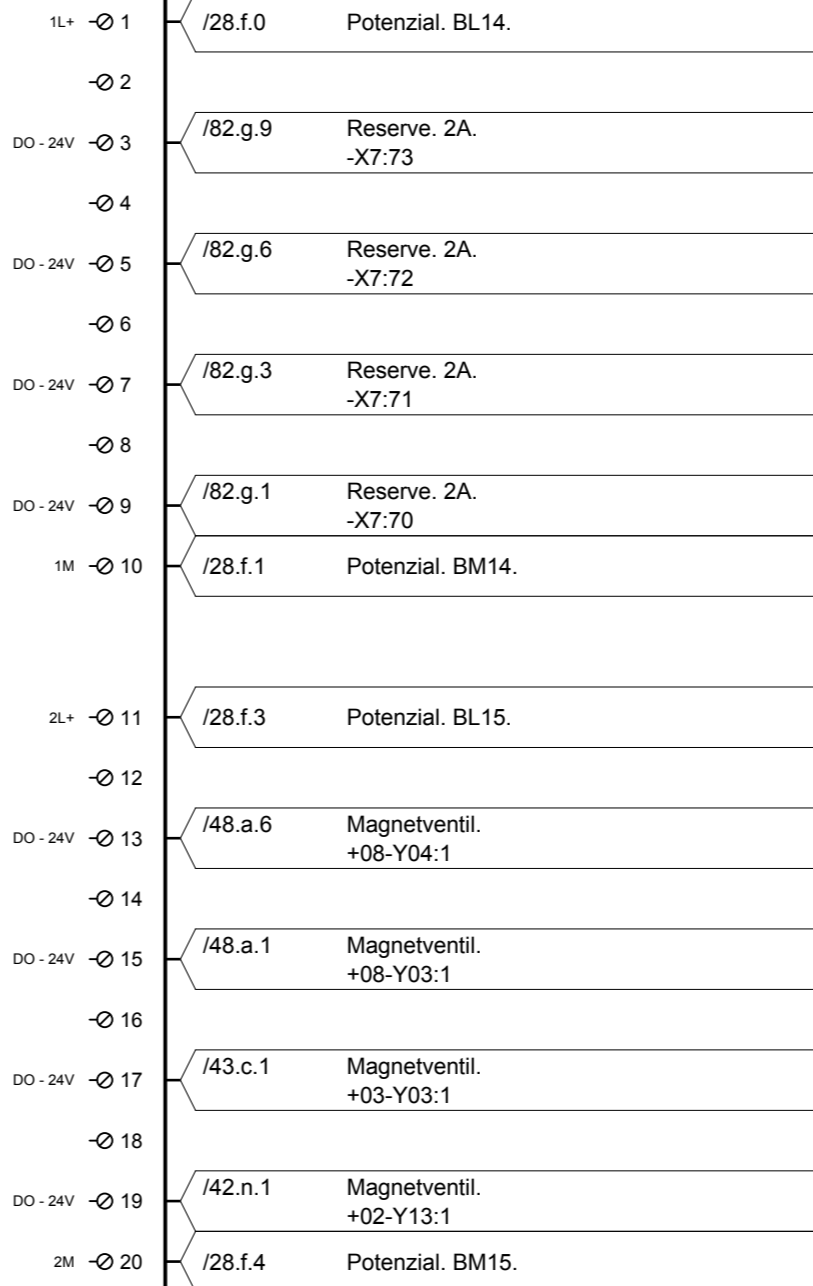 1L+ 1 /28.f.0 Potenzial. BL14.
2
DO - 24V 3 /82.g.9 Reserve. 2A.
-X7:73
4
DO - 24V 5 /82.g.6 Reserve. 2A.
-X7:72
6
DO - 24V 7 /82.g.3 Reserve. 2A.
-X7:71
8
DO - 24V 9 /82.g.1 Reserve. 2A.
-X7:70
1M 10 /28.f.1 Potenzial. BM14.
2L+ 11 /28.f.3 Potenzial. BL15.
12
DO - 24V 13 /48.a.6 Magnetventil.
+08-Y04:1
14
DO - 24V 15 /48.a.1 Magnetventil.
+08-Y03:1
16
DO - 24V 17 /43.c.1 Magnetventil.
+03-Y03:1
18
DO - 24V 19 /42.n.1 Magnetventil.
+02-Y13:1
2M 20 /28.f.4 Potenzial. BM15.